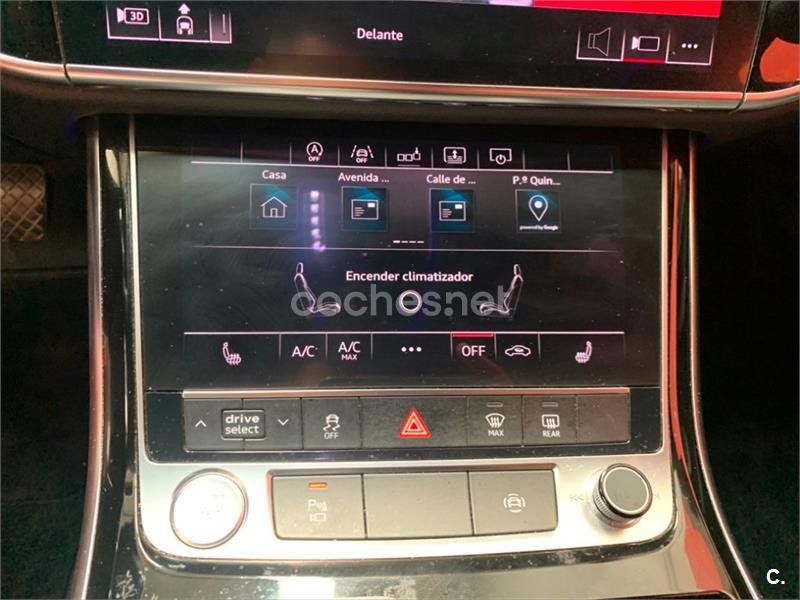 3D
Delante
A OFF
OFF
Casa
Avenida ...
Calle de ...
P.º Quin...
powered by Google
Encender climatizador
coches.net
A/C
A/C MAX
OFF
drive select
OFF
MAX
REAR
P
C.